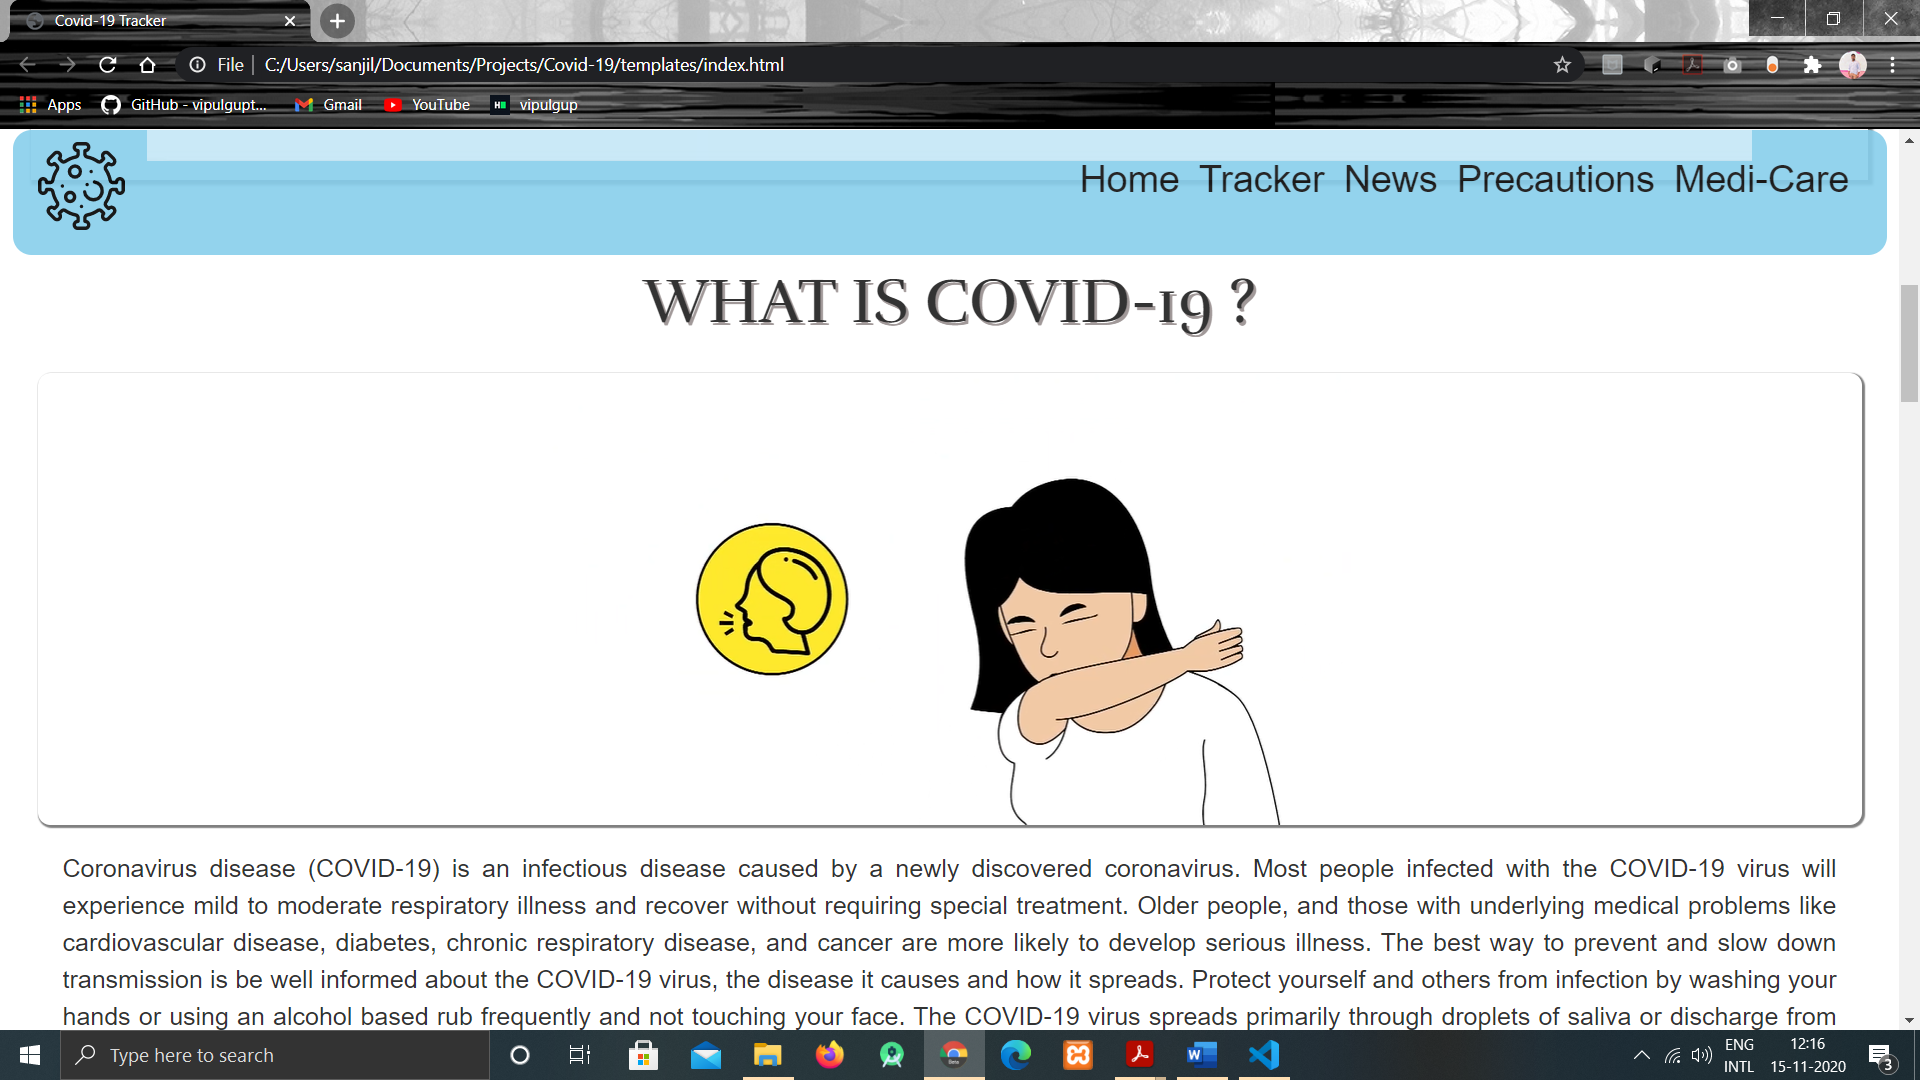 Covid-19 Tracker
File | C:/Users/sanjil/Documents/Projects/Covid-19/templates/index.html
Apps GitHub - vipulgupt... Gmail YouTube vipulgup
Home Tracker News Precautions Medi-Care
WHAT IS COVID-19 ?
Coronavirus disease (COVID-19) is an infectious disease caused by a newly discovered coronavirus. Most people infected with the COVID-19 virus will
experience mild to moderate respiratory illness and recover without requiring special treatment. Older people, and those with underlying medical problems like
cardiovascular disease, diabetes, chronic respiratory disease, and cancer are more likely to develop serious illness. The best way to prevent and slow down
transmission is be well informed about the COVID-19 virus, the disease it causes and how it spreads. Protect yourself and others from infection by washing your
hands or using an alcohol based rub frequently and not touching your face. The COVID-19 virus spreads primarily through droplets of saliva or discharge from
Type here to search
ENG
INTL
12:16
15-11-2020
3